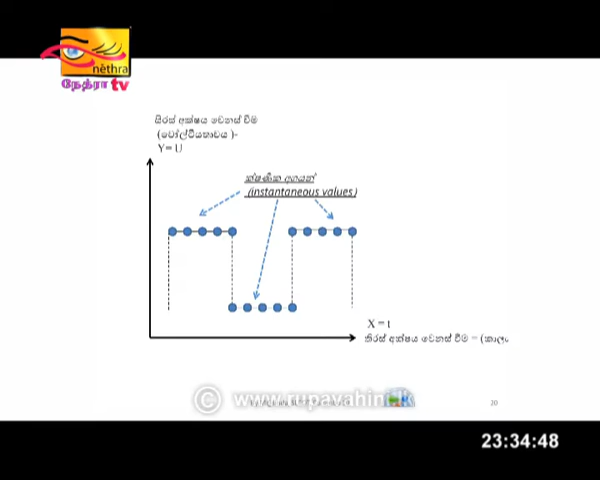 nēthra
நேத்ரா tv
සිරස් අක්ෂය වෙනස් වීම
(වෝල්ටීයතාවය )-
Y= U
ක්ෂණික අගයන්
(instantaneous values)
X = t
තිරස් අක්ෂය වෙනස් වීම = (කාලය
© www.rupavahini.lk
20
23:34:48